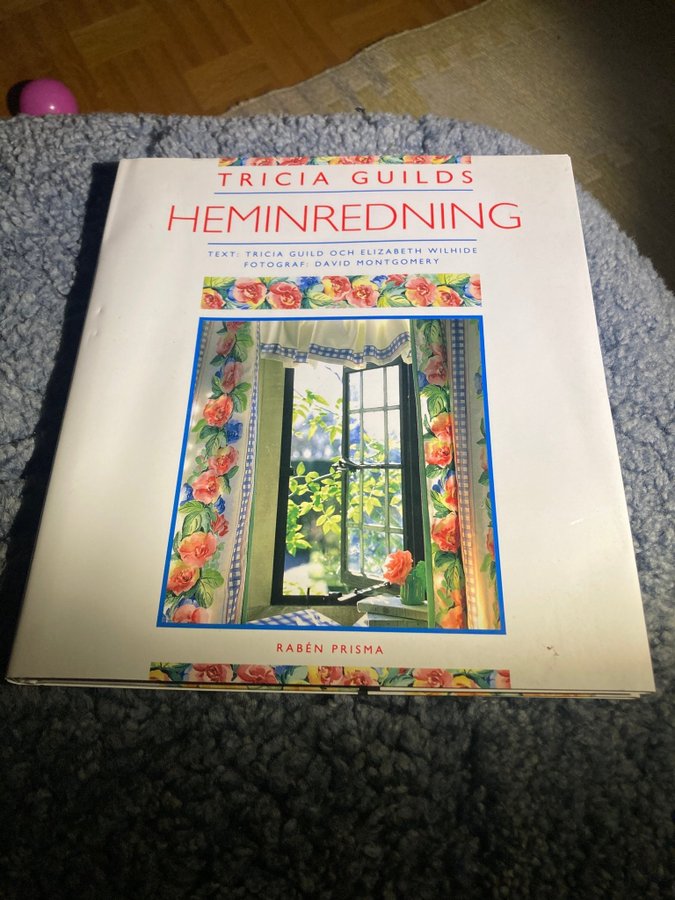 TRICIA GUILDS
HEMINREDNING
TEXT: TRICIA GUILD OCH ELIZABETH WILHIDE
FOTOGRAF: DAVID MONTGOMERY
RABÉN PRISMA